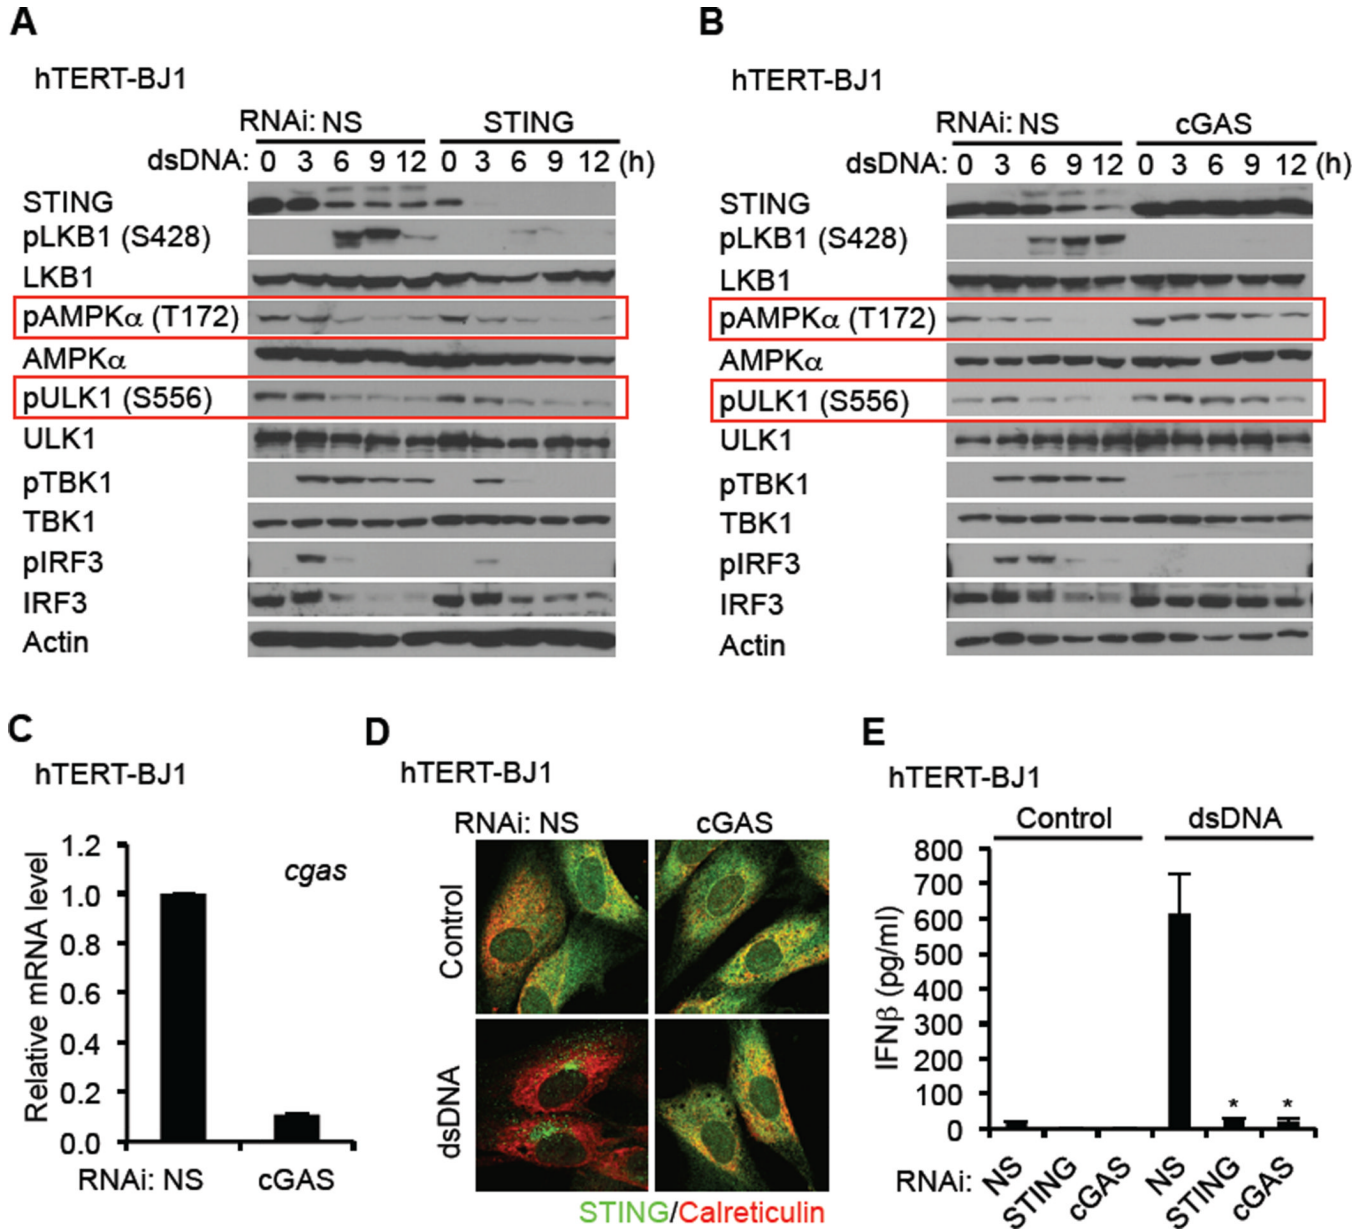 A
hTERT-BJ1
RNAi: NS STING
dsDNA: 0 3 6 9 12 0 3 6 9 12 (h)
STING
pLKB1 (S428)
LKB1
pAMPKα (T172)
AMPKα
pULK1 (S556)
ULK1
pTBK1
TBK1
pIRF3
IRF3
Actin
B
hTERT-BJ1
RNAi: NS cGAS
dsDNA: 0 3 6 9 12 0 3 6 9 12 (h)
STING
pLKB1 (S428)
LKB1
pAMPKα (T172)
AMPKα
pULK1 (S556)
ULK1
pTBK1
TBK1
pIRF3
IRF3
Actin
C
hTERT-BJ1
Relative mRNA level
1.2
1.0
0.8
0.6
0.4
0.2
0.0
cgas
RNAi: NS cGAS
D
hTERT-BJ1
RNAi: NS cGAS
Control
dsDNA
STING/Calreticulin
E
hTERT-BJ1
Control dsDNA
IFNβ (pg/ml)
800
700
600
500
400
300
200
100
0
* *
RNAi: NS STING cGAS NS STING cGAS